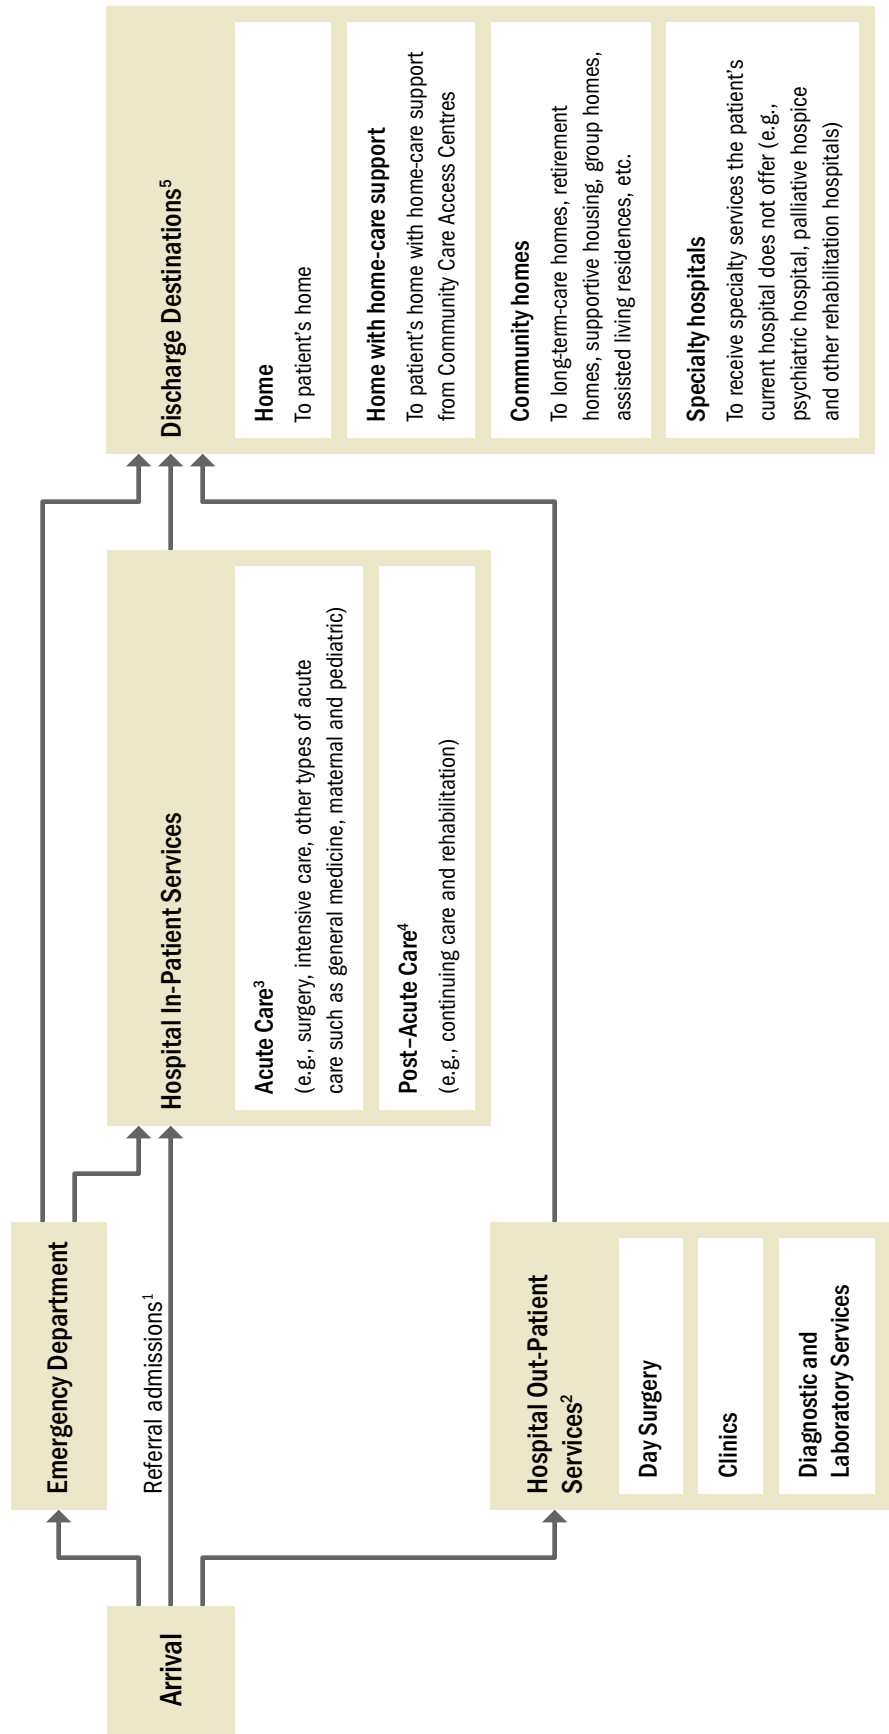 Arrival
Emergency Department
Referral admissions¹
Hospital Out-Patient
Services²
Day Surgery
Clinics
Diagnostic and
Laboratory Services
Hospital In-Patient Services
Acute Care³
(e.g., surgery, intensive care, other types of acute
care such as general medicine, maternal and pediatric)
Post–Acute Care⁴
(e.g., continuing care and rehabilitation)
Discharge Destinations⁵
Home
To patient’s home
Home with home-care support
To patient’s home with home-care support
from Community Care Access Centres
Community homes
To long-term-care homes, retirement
homes, supportive housing, group homes,
assisted living residences, etc.
Specialty hospitals
To receive specialty services the patient’s
current hospital does not offer (e.g.,
psychiatric hospital, palliative hospice
and other rehabilitation hospitals)